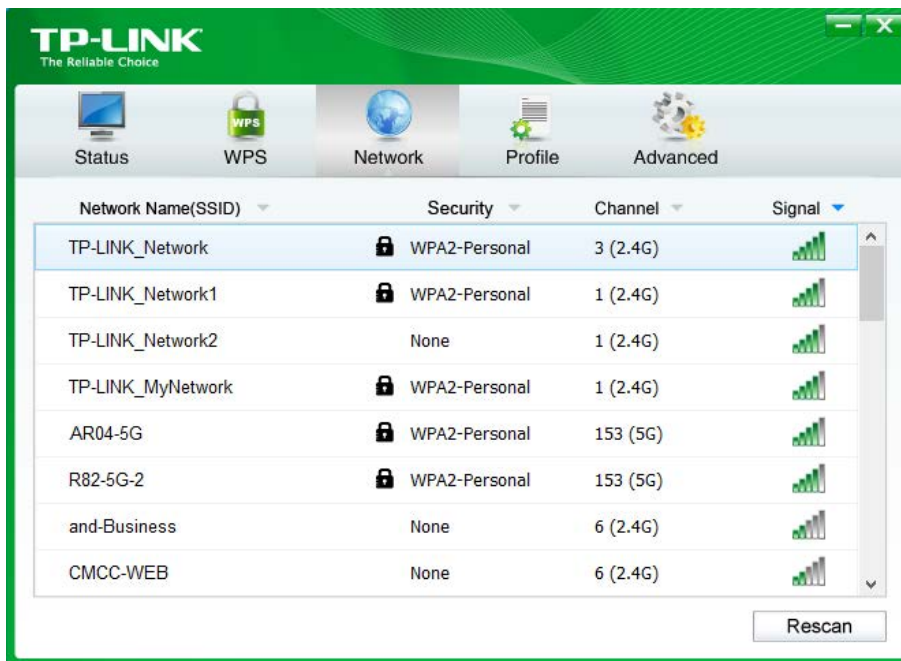 TP-LINK
The Reliable Choice
WPS
Status WPS Network Profile Advanced
Network Name(SSID) Security Channel Signal
TP-LINK_Network WPA2-Personal 3 (2.4G)
TP-LINK_Network1 WPA2-Personal 1 (2.4G)
TP-LINK_Network2 None 1 (2.4G)
TP-LINK_MyNetwork WPA2-Personal 1 (2.4G)
AR04-5G WPA2-Personal 153 (5G)
R82-5G-2 WPA2-Personal 153 (5G)
and-Business None 6 (2.4G)
CMCC-WEB None 6 (2.4G)
Rescan